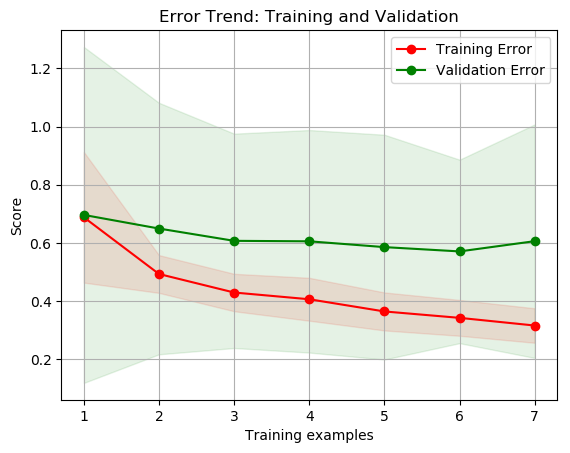 Error Trend: Training and Validation
Training Error
Validation Error
Score
1.2
1.0
0.8
0.6
0.4
0.2
1 2 3 4 5 6 7
Training examples